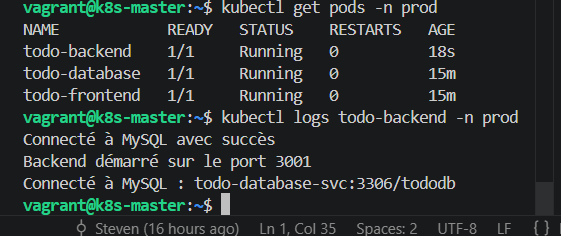 vagrant@k8s-master:~$ kubectl get pods -n prod
NAME READY STATUS RESTARTS AGE
todo-backend 1/1 Running 0 18s
todo-database 1/1 Running 0 15m
todo-frontend 1/1 Running 0 15m
vagrant@k8s-master:~$ kubectl logs todo-backend -n prod
Connecté à MySQL avec succès
Backend démarré sur le port 3001
Connecté à MySQL : todo-database-svc:3306/tododb
vagrant@k8s-master:~$
Steven (16 hours ago) Ln 1, Col 35 Spaces: 2 UTF-8 LF {}